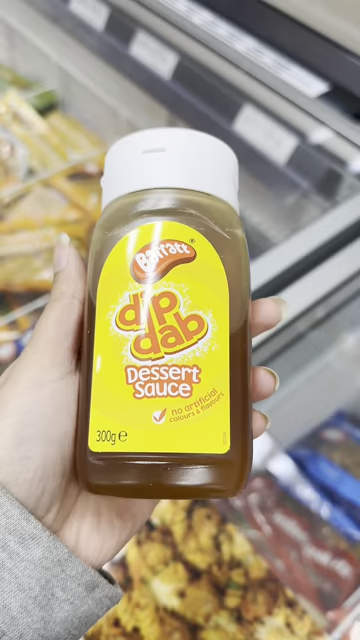 Barratt®
dip
dab
Dessert
Sauce
no artificial
colours & flavours
300g ℮